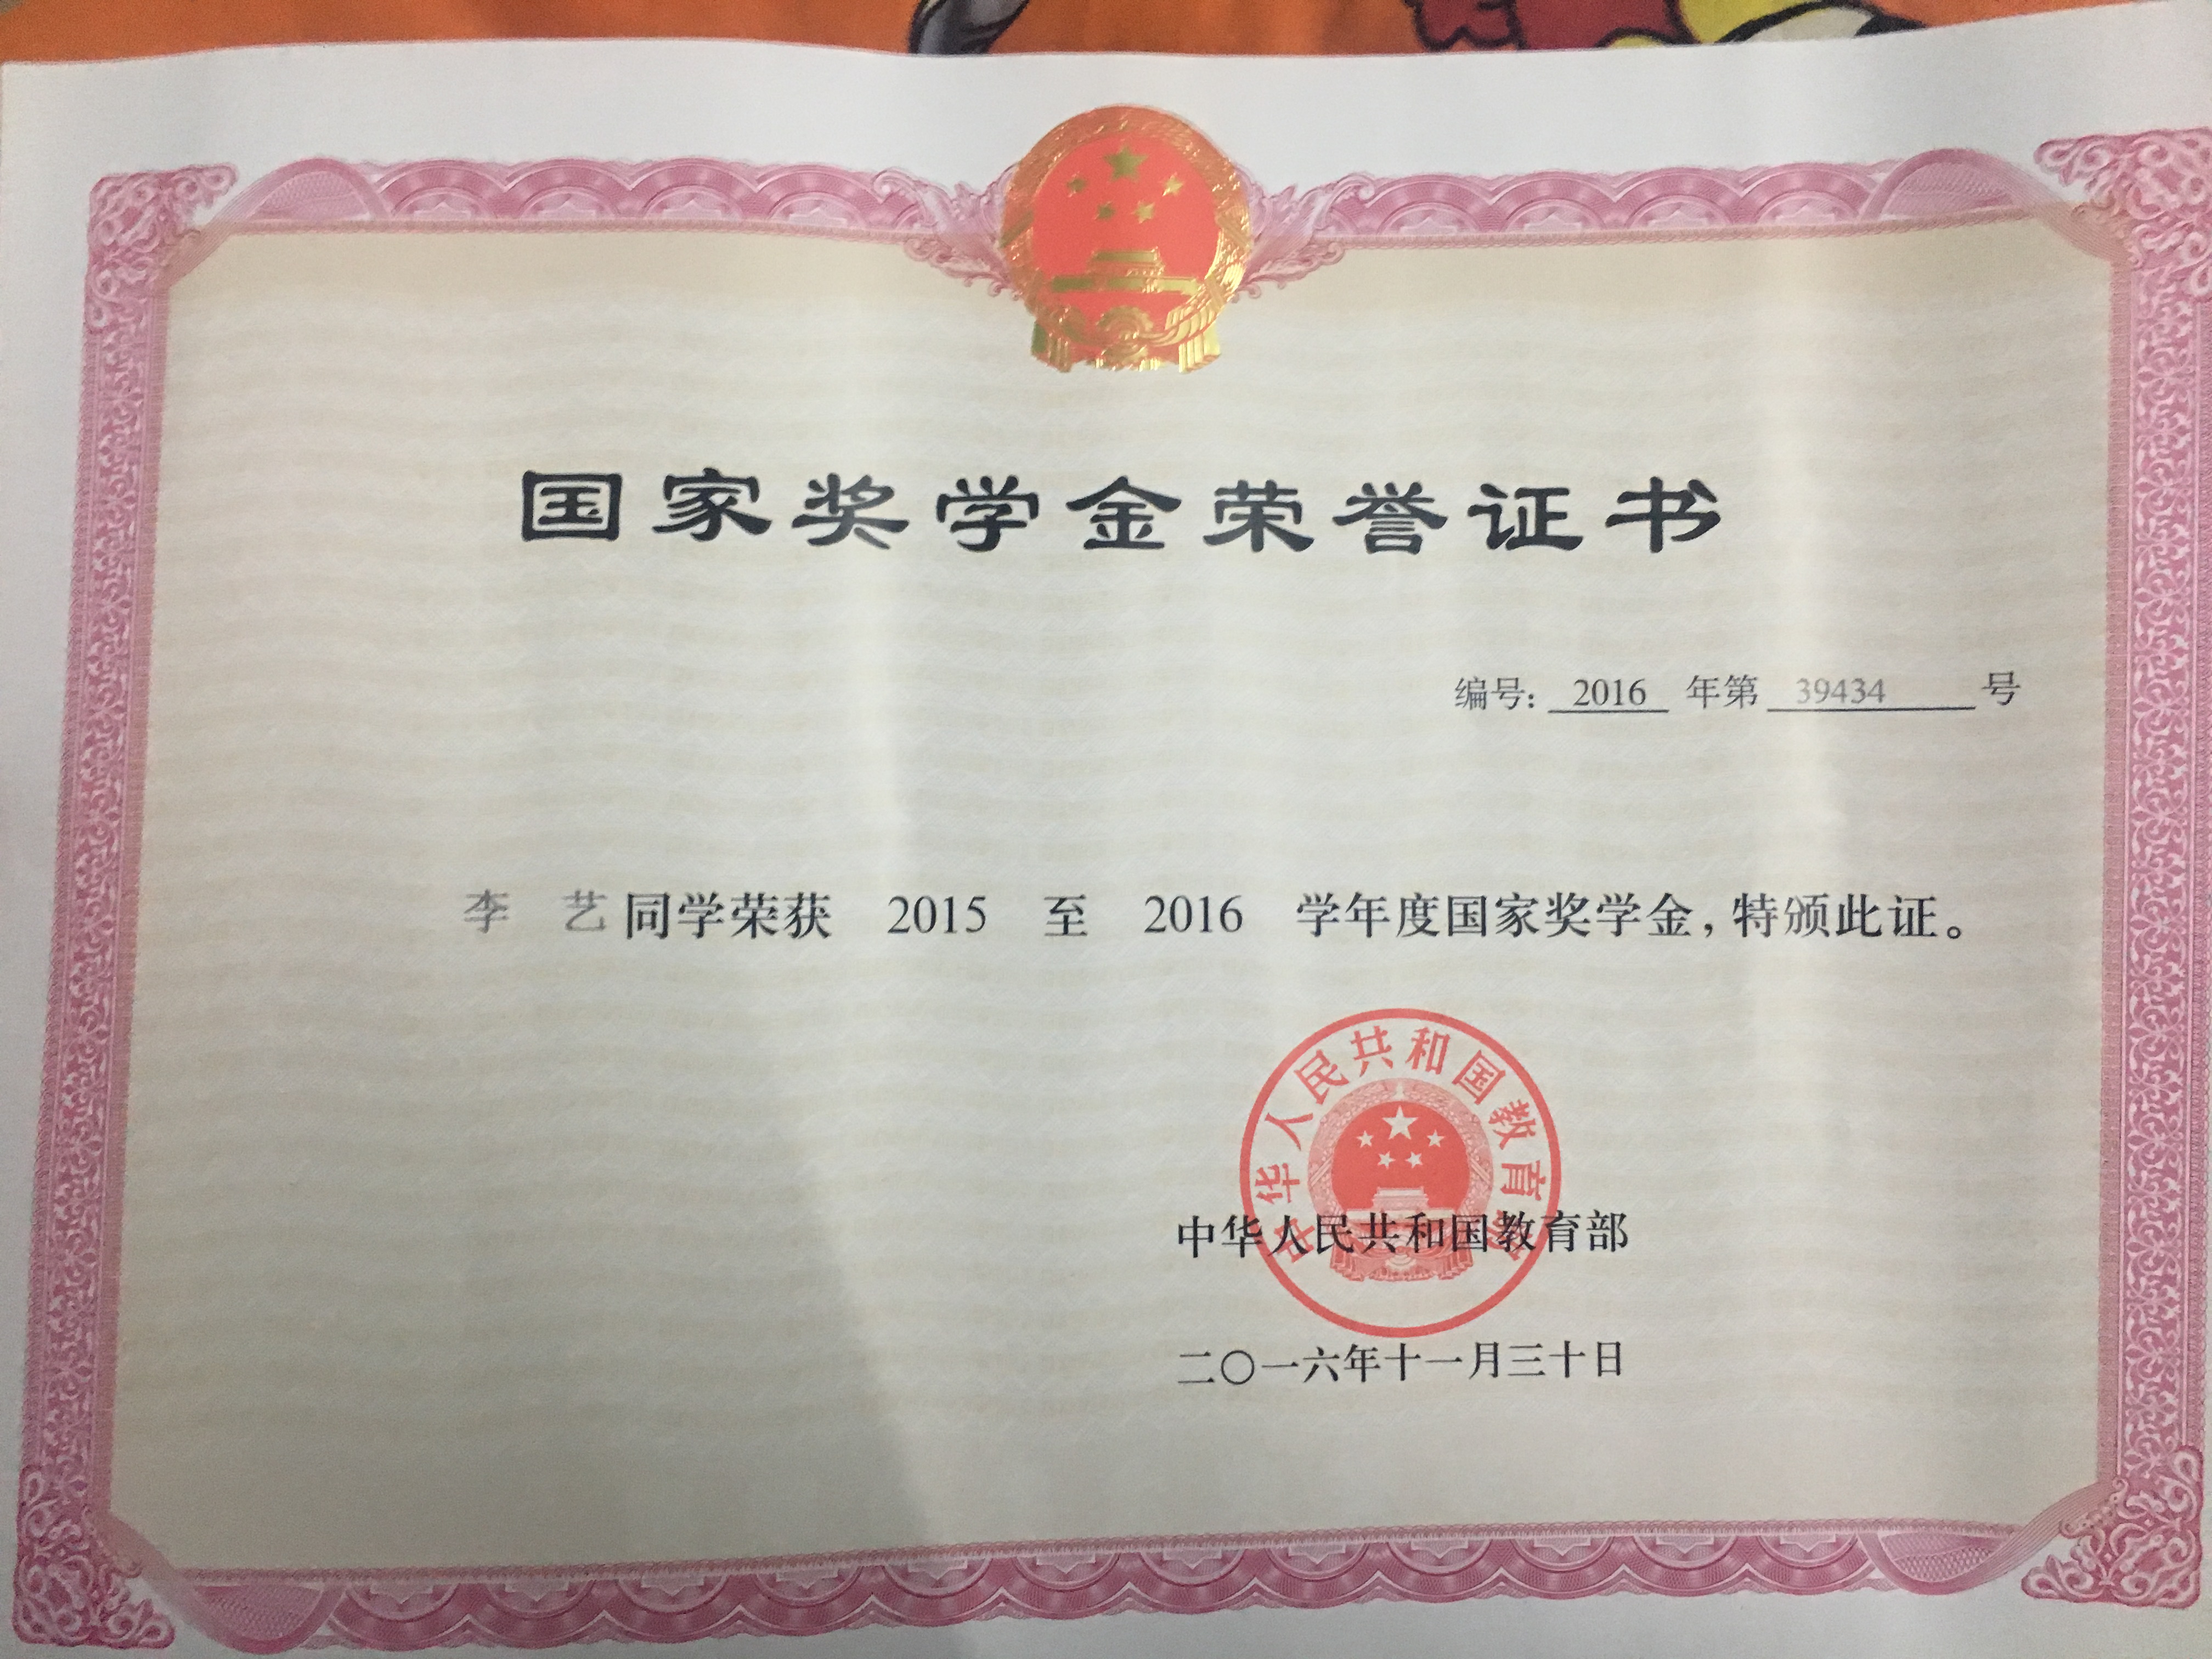 国家奖学金荣誉证书
编号: 2016 年第 39434 号
李 艺同学荣获 2015 至 2016 学年度国家奖学金,特颁此证。
中华人民共和国教育部
中华人民共和国教育部
二〇一六年十一月三十日